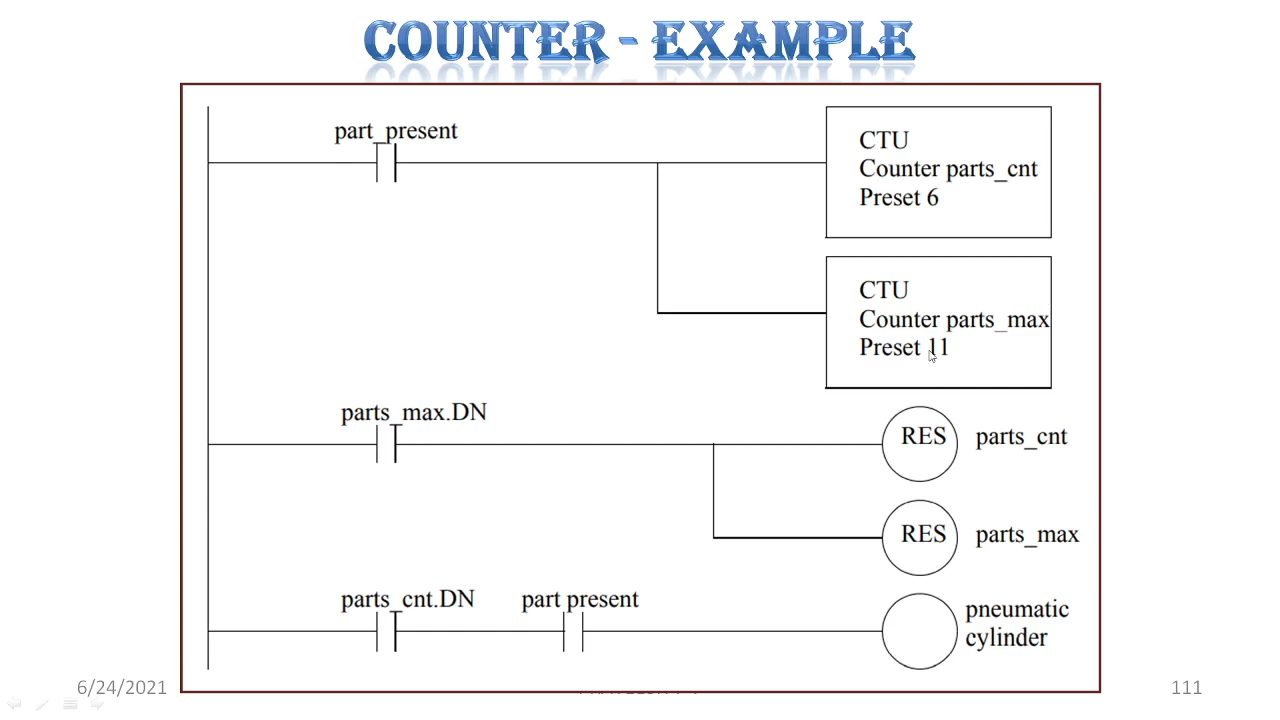 COUNTER - EXAMPLE
part_present
CTU
Counter parts_cnt
Preset 6
CTU
Counter parts_max
Preset 11
parts_max.DN
RES parts_cnt
RES parts_max
parts_cnt.DN part present
pneumatic
cylinder
6/24/2021
111